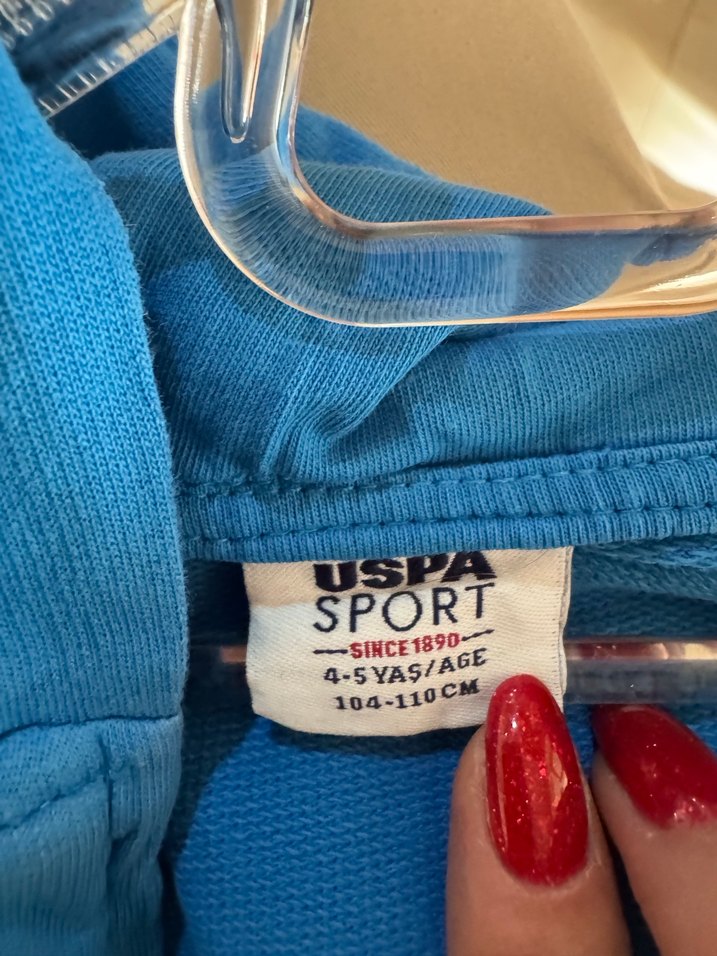 USPA
SPORT
SINCE 1890
4-5 YAŞ/AGE
104-110 CM